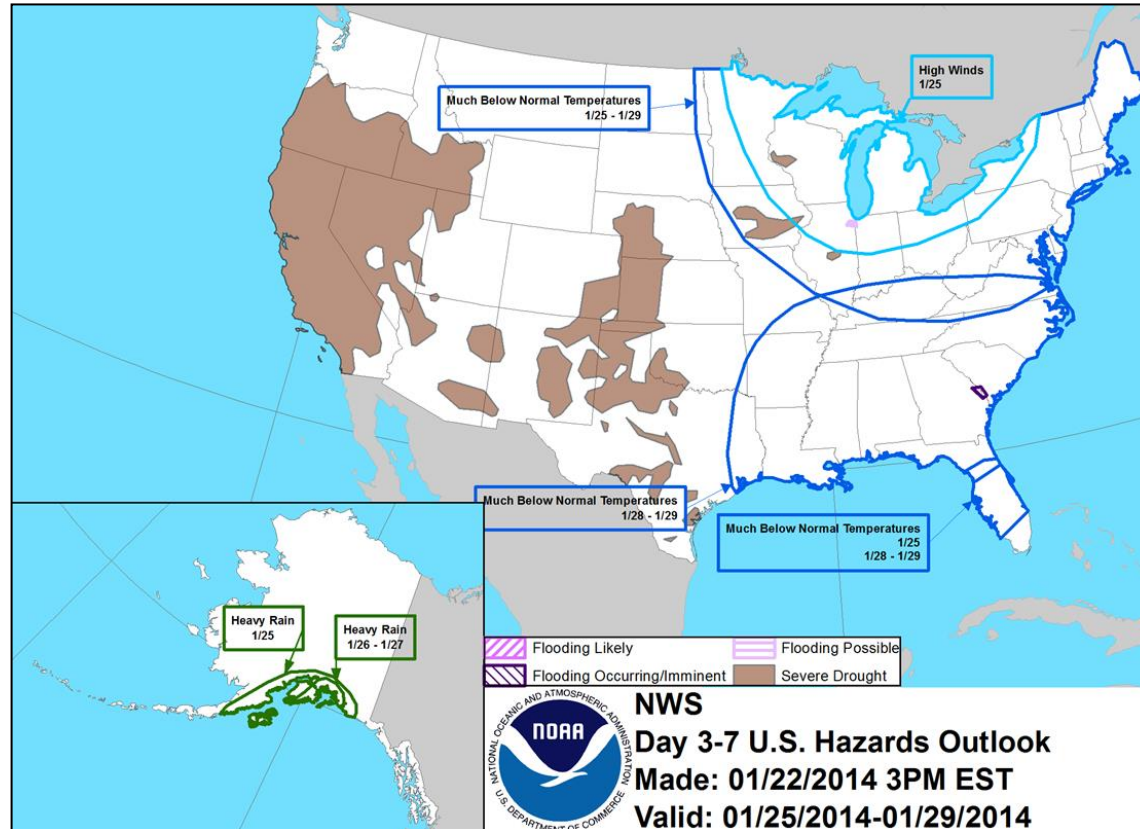 High Winds
1/25
Much Below Normal Temperatures
1/25 - 1/29
Much Below Normal Temperatures
1/28 - 1/29
Much Below Normal Temperatures
1/25
1/28 - 1/29
Heavy Rain
1/25
Heavy Rain
1/26 - 1/27
Flooding Likely
Flooding Possible
Flooding Occurring/Imminent
Severe Drought
NATIONAL OCEANIC AND ATMOSPHERIC ADMINISTRATION
NOAA
U.S. DEPARTMENT OF COMMERCE
NWS
Day 3-7 U.S. Hazards Outlook
Made: 01/22/2014 3PM EST
Valid: 01/25/2014-01/29/2014